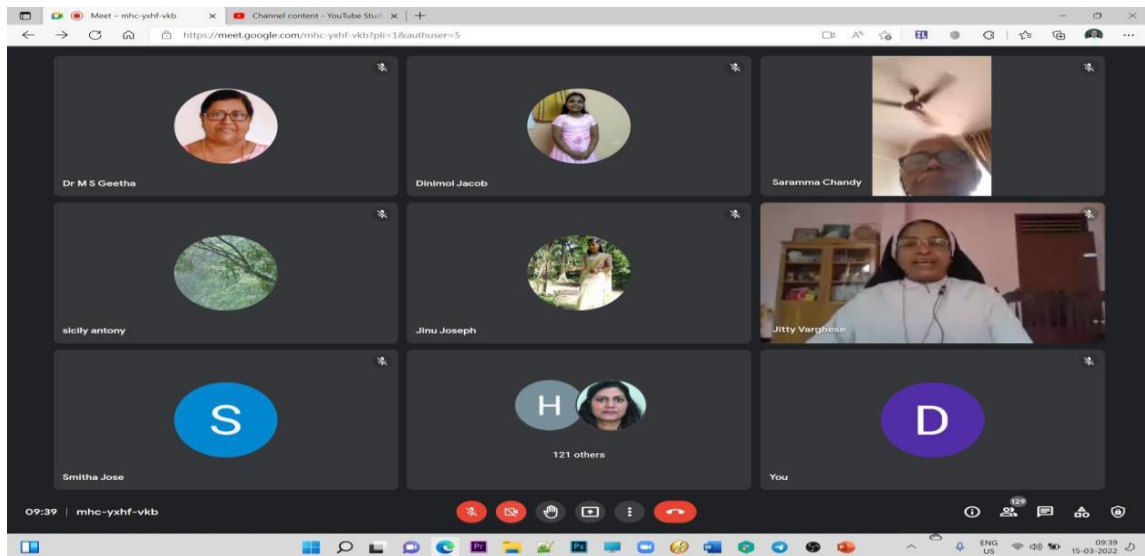 Meet – mhc-yxhf-vkb
Channel content - YouTube Stud
https://meet.google.com/mhc-yxhf-vkb?pli=1&authuser=5
Dr M S Geetha
Dinimol Jacob
Saramma Chandy
sicily antony
Jinu Joseph
Jitty Varghese
S
Smitha Jose
H
121 others
D
You
09:39 | mhc-yxhf-vkb
129
ENG
US
09:39
15-03-2022